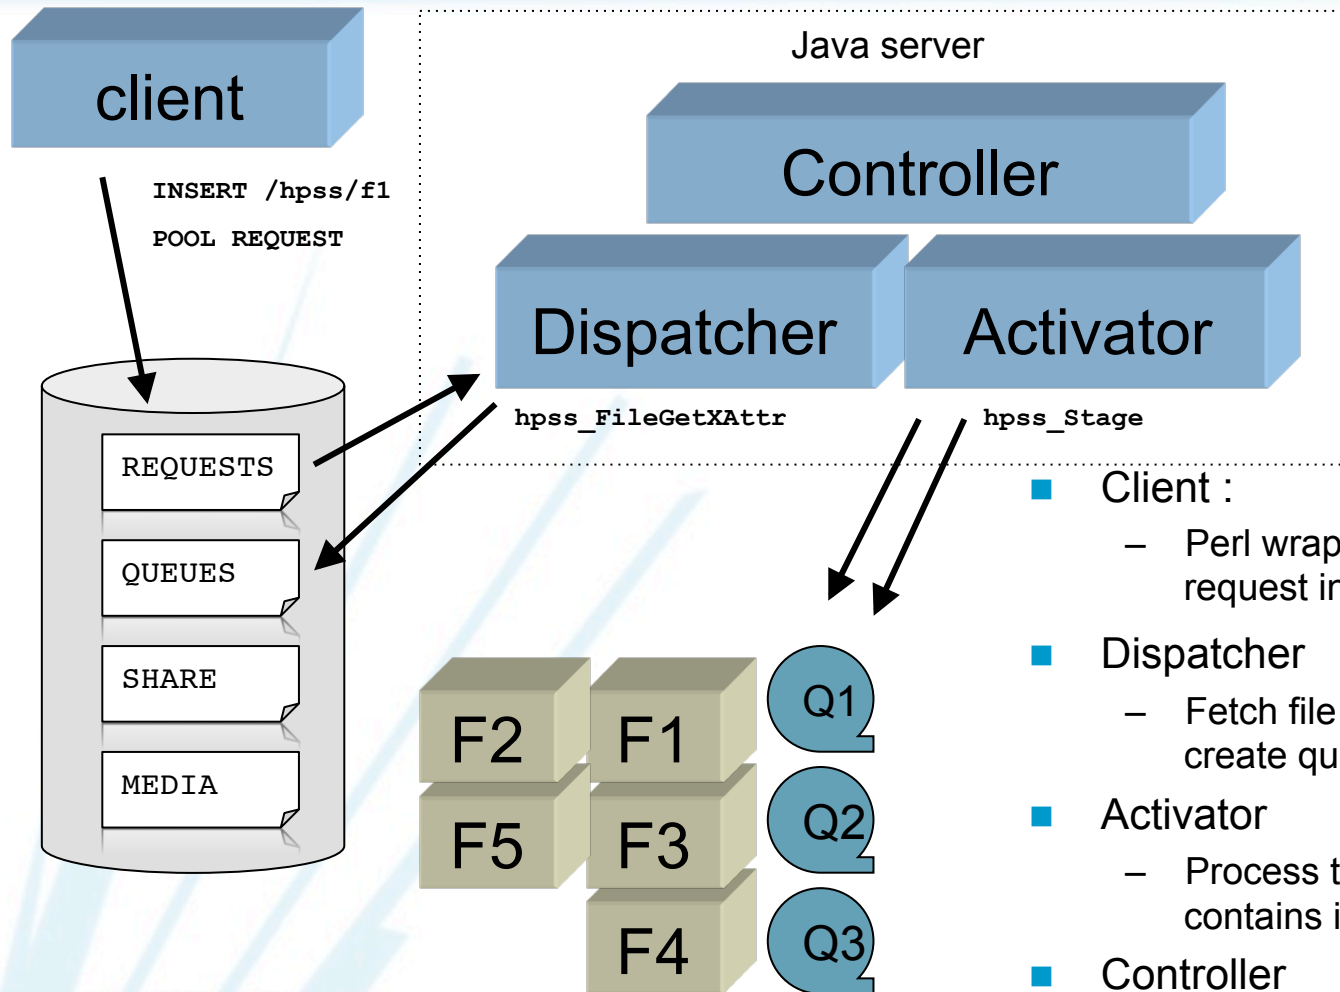 client
Java server
Controller
INSERT /hpss/f1
POOL REQUEST
Dispatcher
Activator
hpss_FileGetXAttr
hpss_Stage
REQUESTS
QUEUES
SHARE
MEDIA
F2
F1
Q1
F5
F3
Q2
F4
Q3
■ Client :
– Perl wrap
request in
■ Dispatcher
– Fetch file
create qu
■ Activator
– Process t
contains i
■ Controller